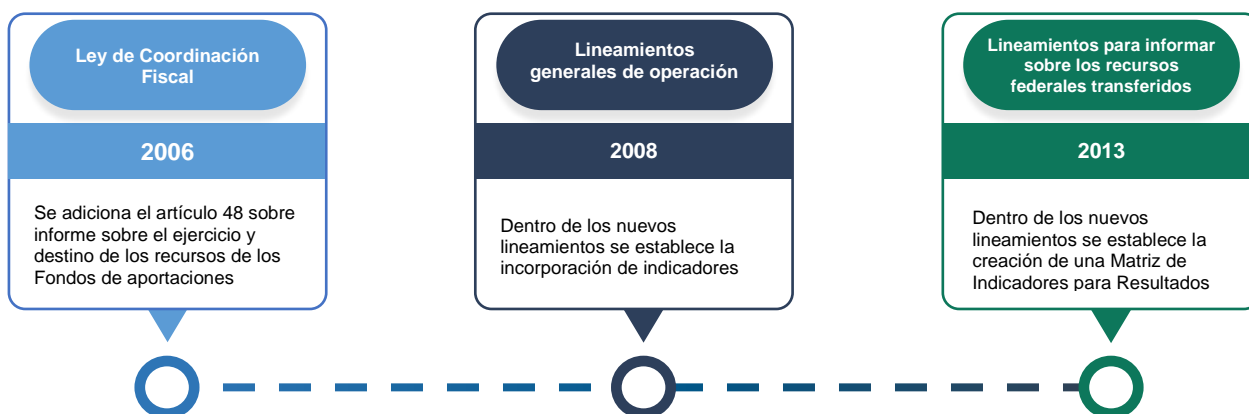 Ley de Coordinación
Fiscal
2006
Se adiciona el artículo 48 sobre
informe sobre el ejercicio y
destino de los recursos de los
Fondos de aportaciones
Lineamientos
generales de operación
2008
Dentro de los nuevos
lineamientos se establece la
incorporación de indicadores
Lineamientos para informar
sobre los recursos
federales transferidos
2013
Dentro de los nuevos
lineamientos se establece la
creación de una Matriz de
Indicadores para Resultados